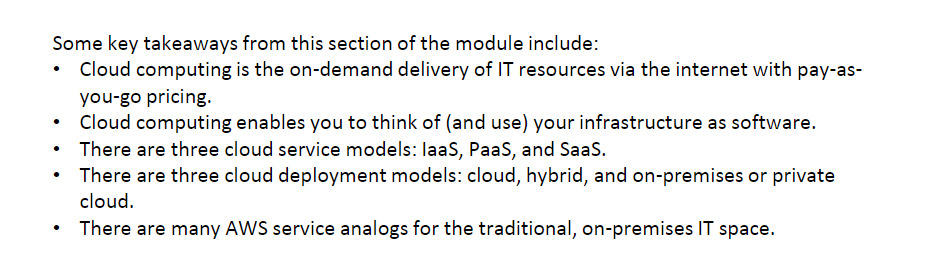 Some key takeaways from this section of the module include:
• Cloud computing is the on-demand delivery of IT resources via the internet with pay-as-
you-go pricing.
• Cloud computing enables you to think of (and use) your infrastructure as software.
• There are three cloud service models: IaaS, PaaS, and SaaS.
• There are three cloud deployment models: cloud, hybrid, and on-premises or private
cloud.
• There are many AWS service analogs for the traditional, on-premises IT space.